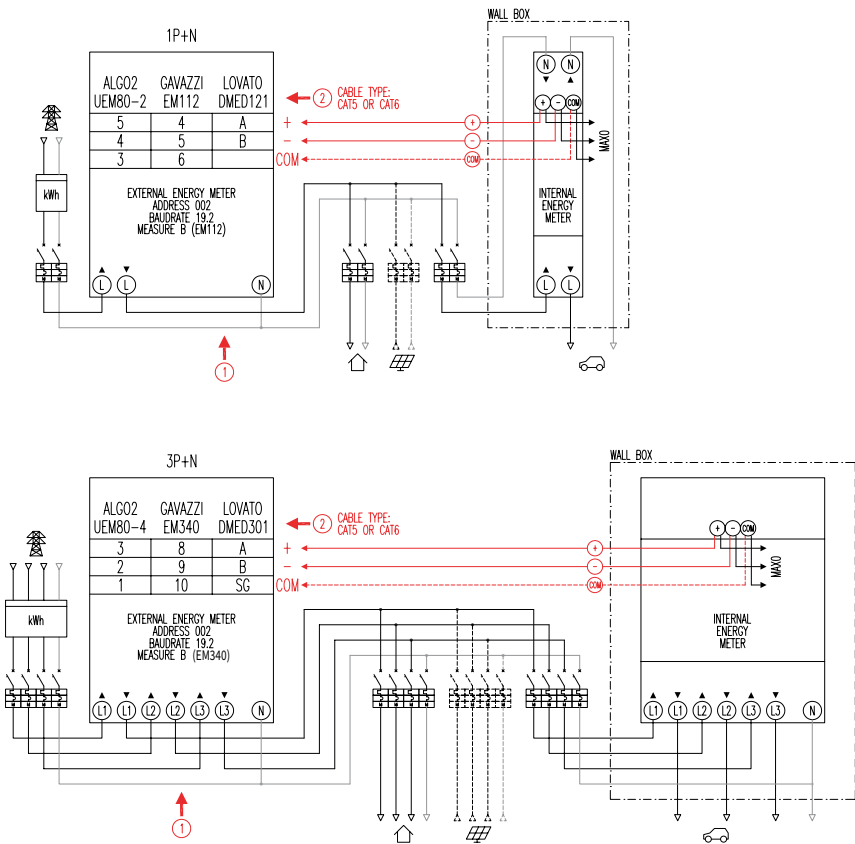 WALL BOX
1P+N
N N
ALGO2 GAVAZZI LOVATO
UEM80-2 EM112 DMED121
2 CABLE TYPE:
CAT5 OR CAT6
+ - COM
5 4 A + +
4 5 B - -
3 6 COM COM
MAXO
kWh
EXTERNAL ENERGY METER
ADDRESS 002
BAUDRATE 19.2
MEASURE B (EM112)
INTERNAL
ENERGY
METER
L L N L L
1
3P+N
WALL BOX
ALGO2 GAVAZZI LOVATO
UEM80-4 EM340 DMED301
2 CABLE TYPE:
CAT5 OR CAT6
+ - COM
3 8 A + +
2 9 B - -
1 10 SG COM COM
MAXO
kWh
EXTERNAL ENERGY METER
ADDRESS 002
BAUDRATE 19.2
MEASURE B (EM340)
INTERNAL
ENERGY
METER
L1 L1 L2 L2 L3 L3 N L1 L1 L2 L2 L3 L3 N
1